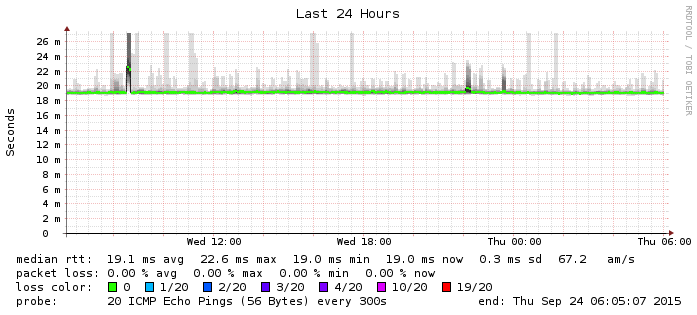 Last 24 Hours
RRDTOOL / TOBI OETIKER
Seconds
26 m
24 m
22 m
20 m
18 m
16 m
14 m
12 m
10 m
8 m
6 m
4 m
2 m
0
Wed 12:00 Wed 18:00 Thu 00:00 Thu 06:00
median rtt: 19.1 ms avg 22.6 ms max 19.0 ms min 19.0 ms now 0.3 ms sd 67.2 am/s
packet loss: 0.00 % avg 0.00 % max 0.00 % min 0.00 % now
loss color: 0 1/20 2/20 3/20 4/20 10/20 19/20
probe: 20 ICMP Echo Pings (56 Bytes) every 300s end: Thu Sep 24 06:05:07 2015